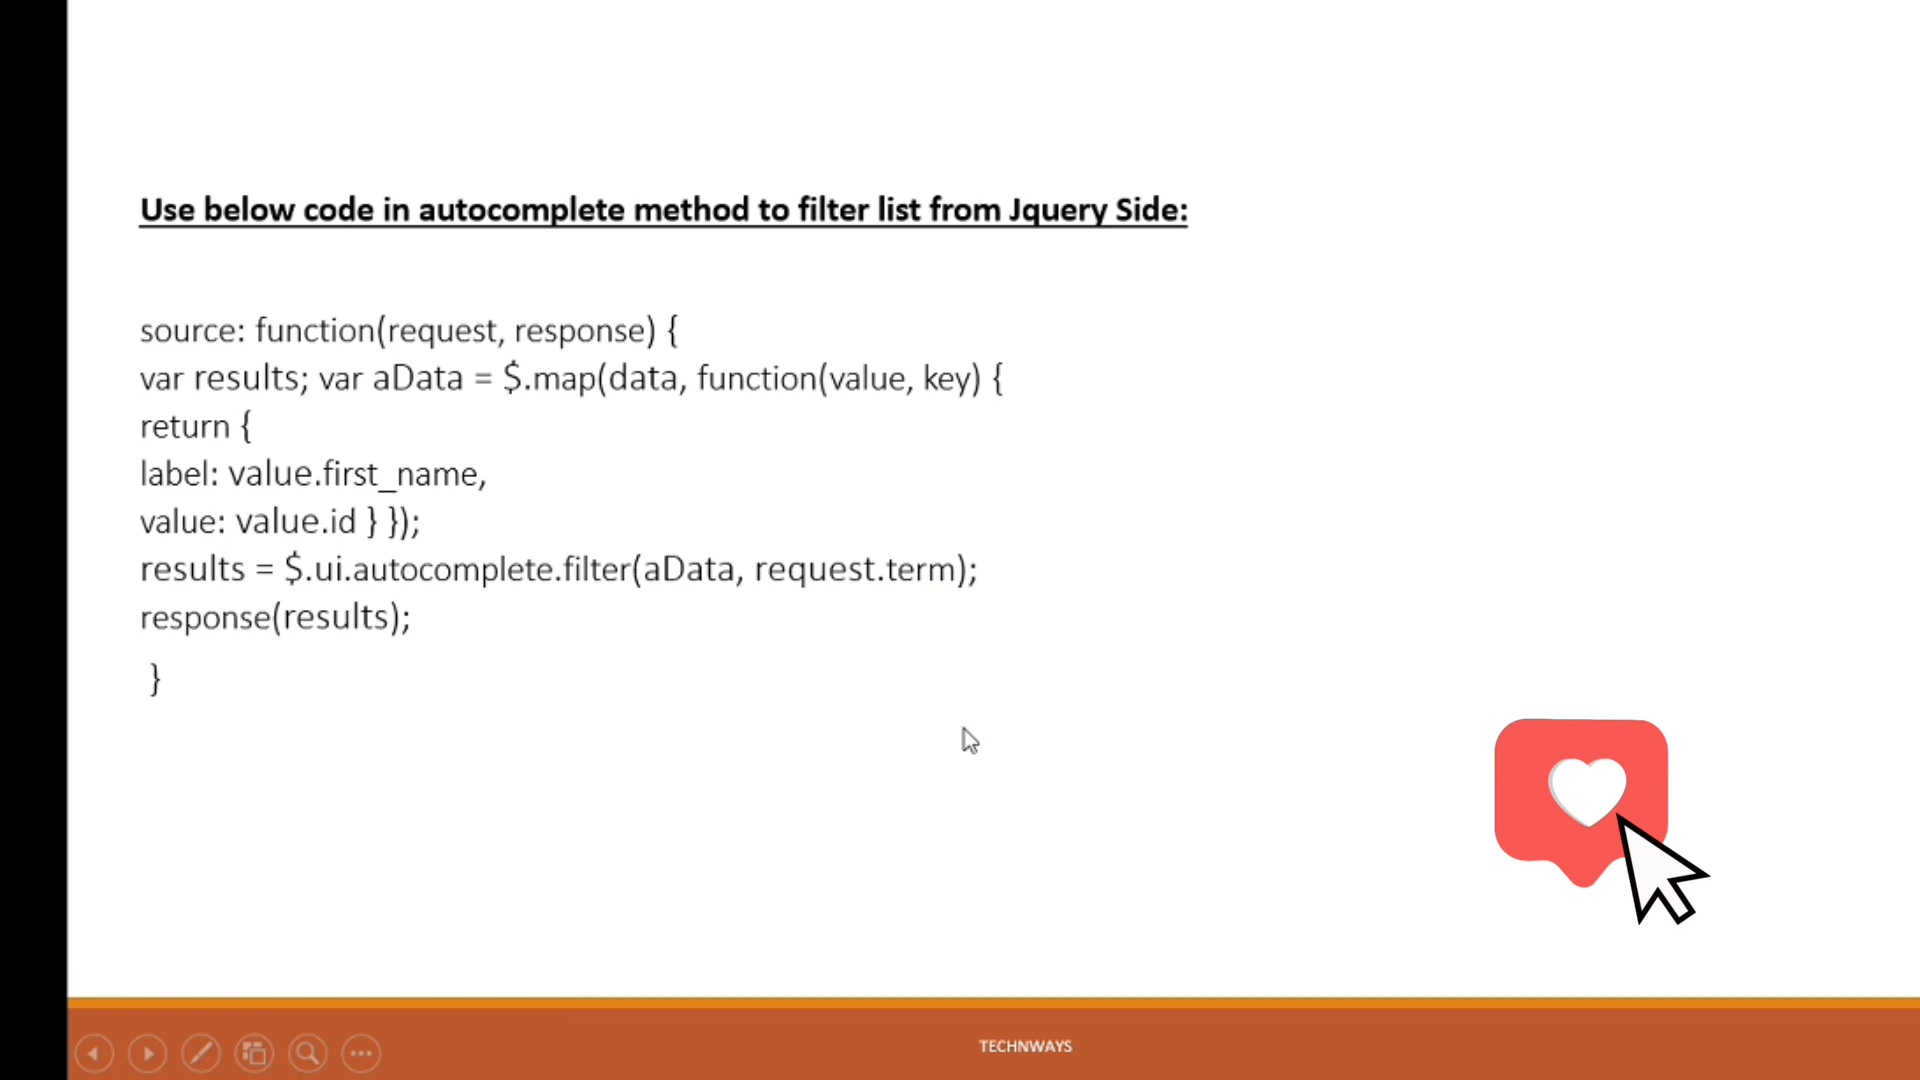 Use below code in autocomplete method to filter list from Jquery Side:
source: function(request, response) {
var results; var aData = $.map(data, function(value, key) {
return {
label: value.first_name,
value: value.id } });
results = $.ui.autocomplete.filter(aData, request.term);
response(results);
}
TECHNWAYS